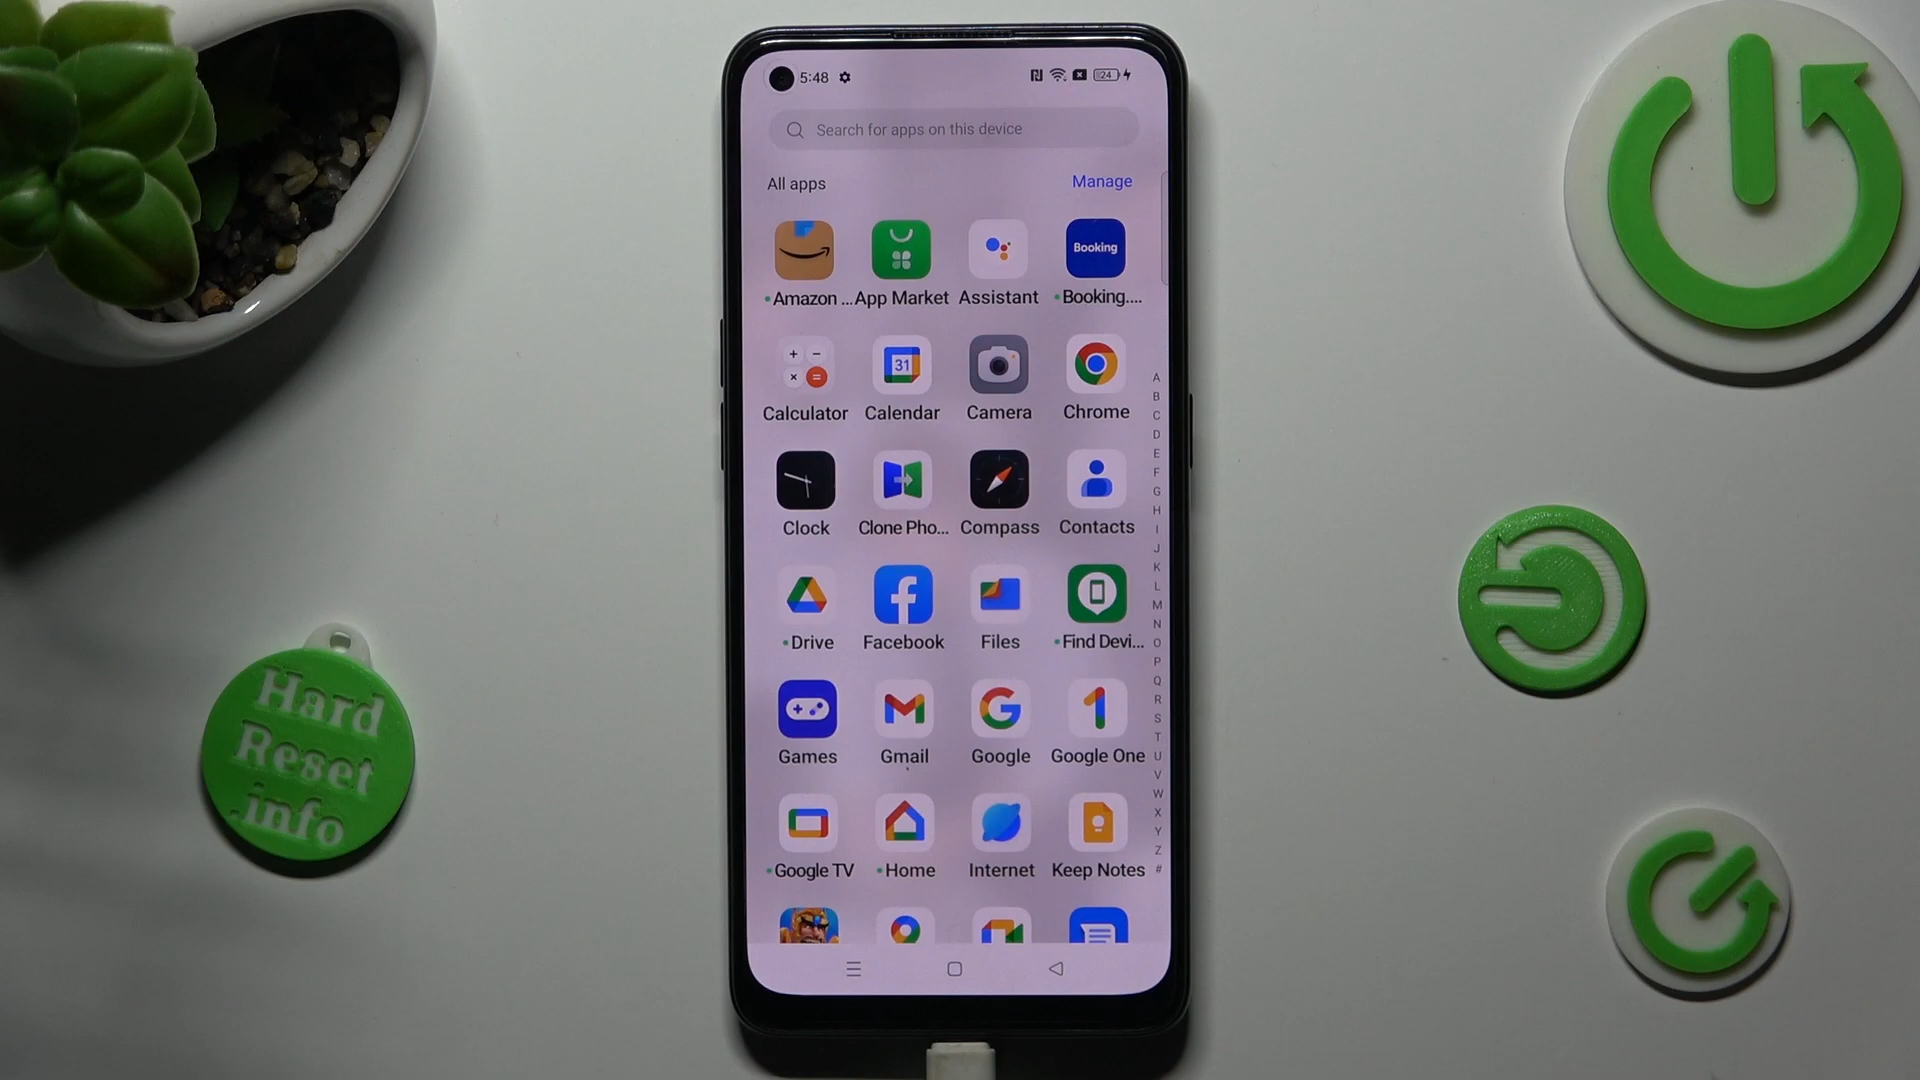 5:48
24
Search for apps on this device
All apps
Manage
Booking
Amazon ...
App Market
Assistant
Booking....
+ −
× =
31
Calculator
Calendar
Camera
Chrome
Clock
Clone Pho...
Compass
Contacts
Drive
Facebook
Files
Find Devi...
Games
Gmail
Google
Google One
Google TV
Home
Internet
Keep Notes
A
B
C
D
E
F
G
H
I
J
K
L
M
N
O
P
Q
R
S
T
U
V
W
X
Y
Z
#
Hard
Reset
.info